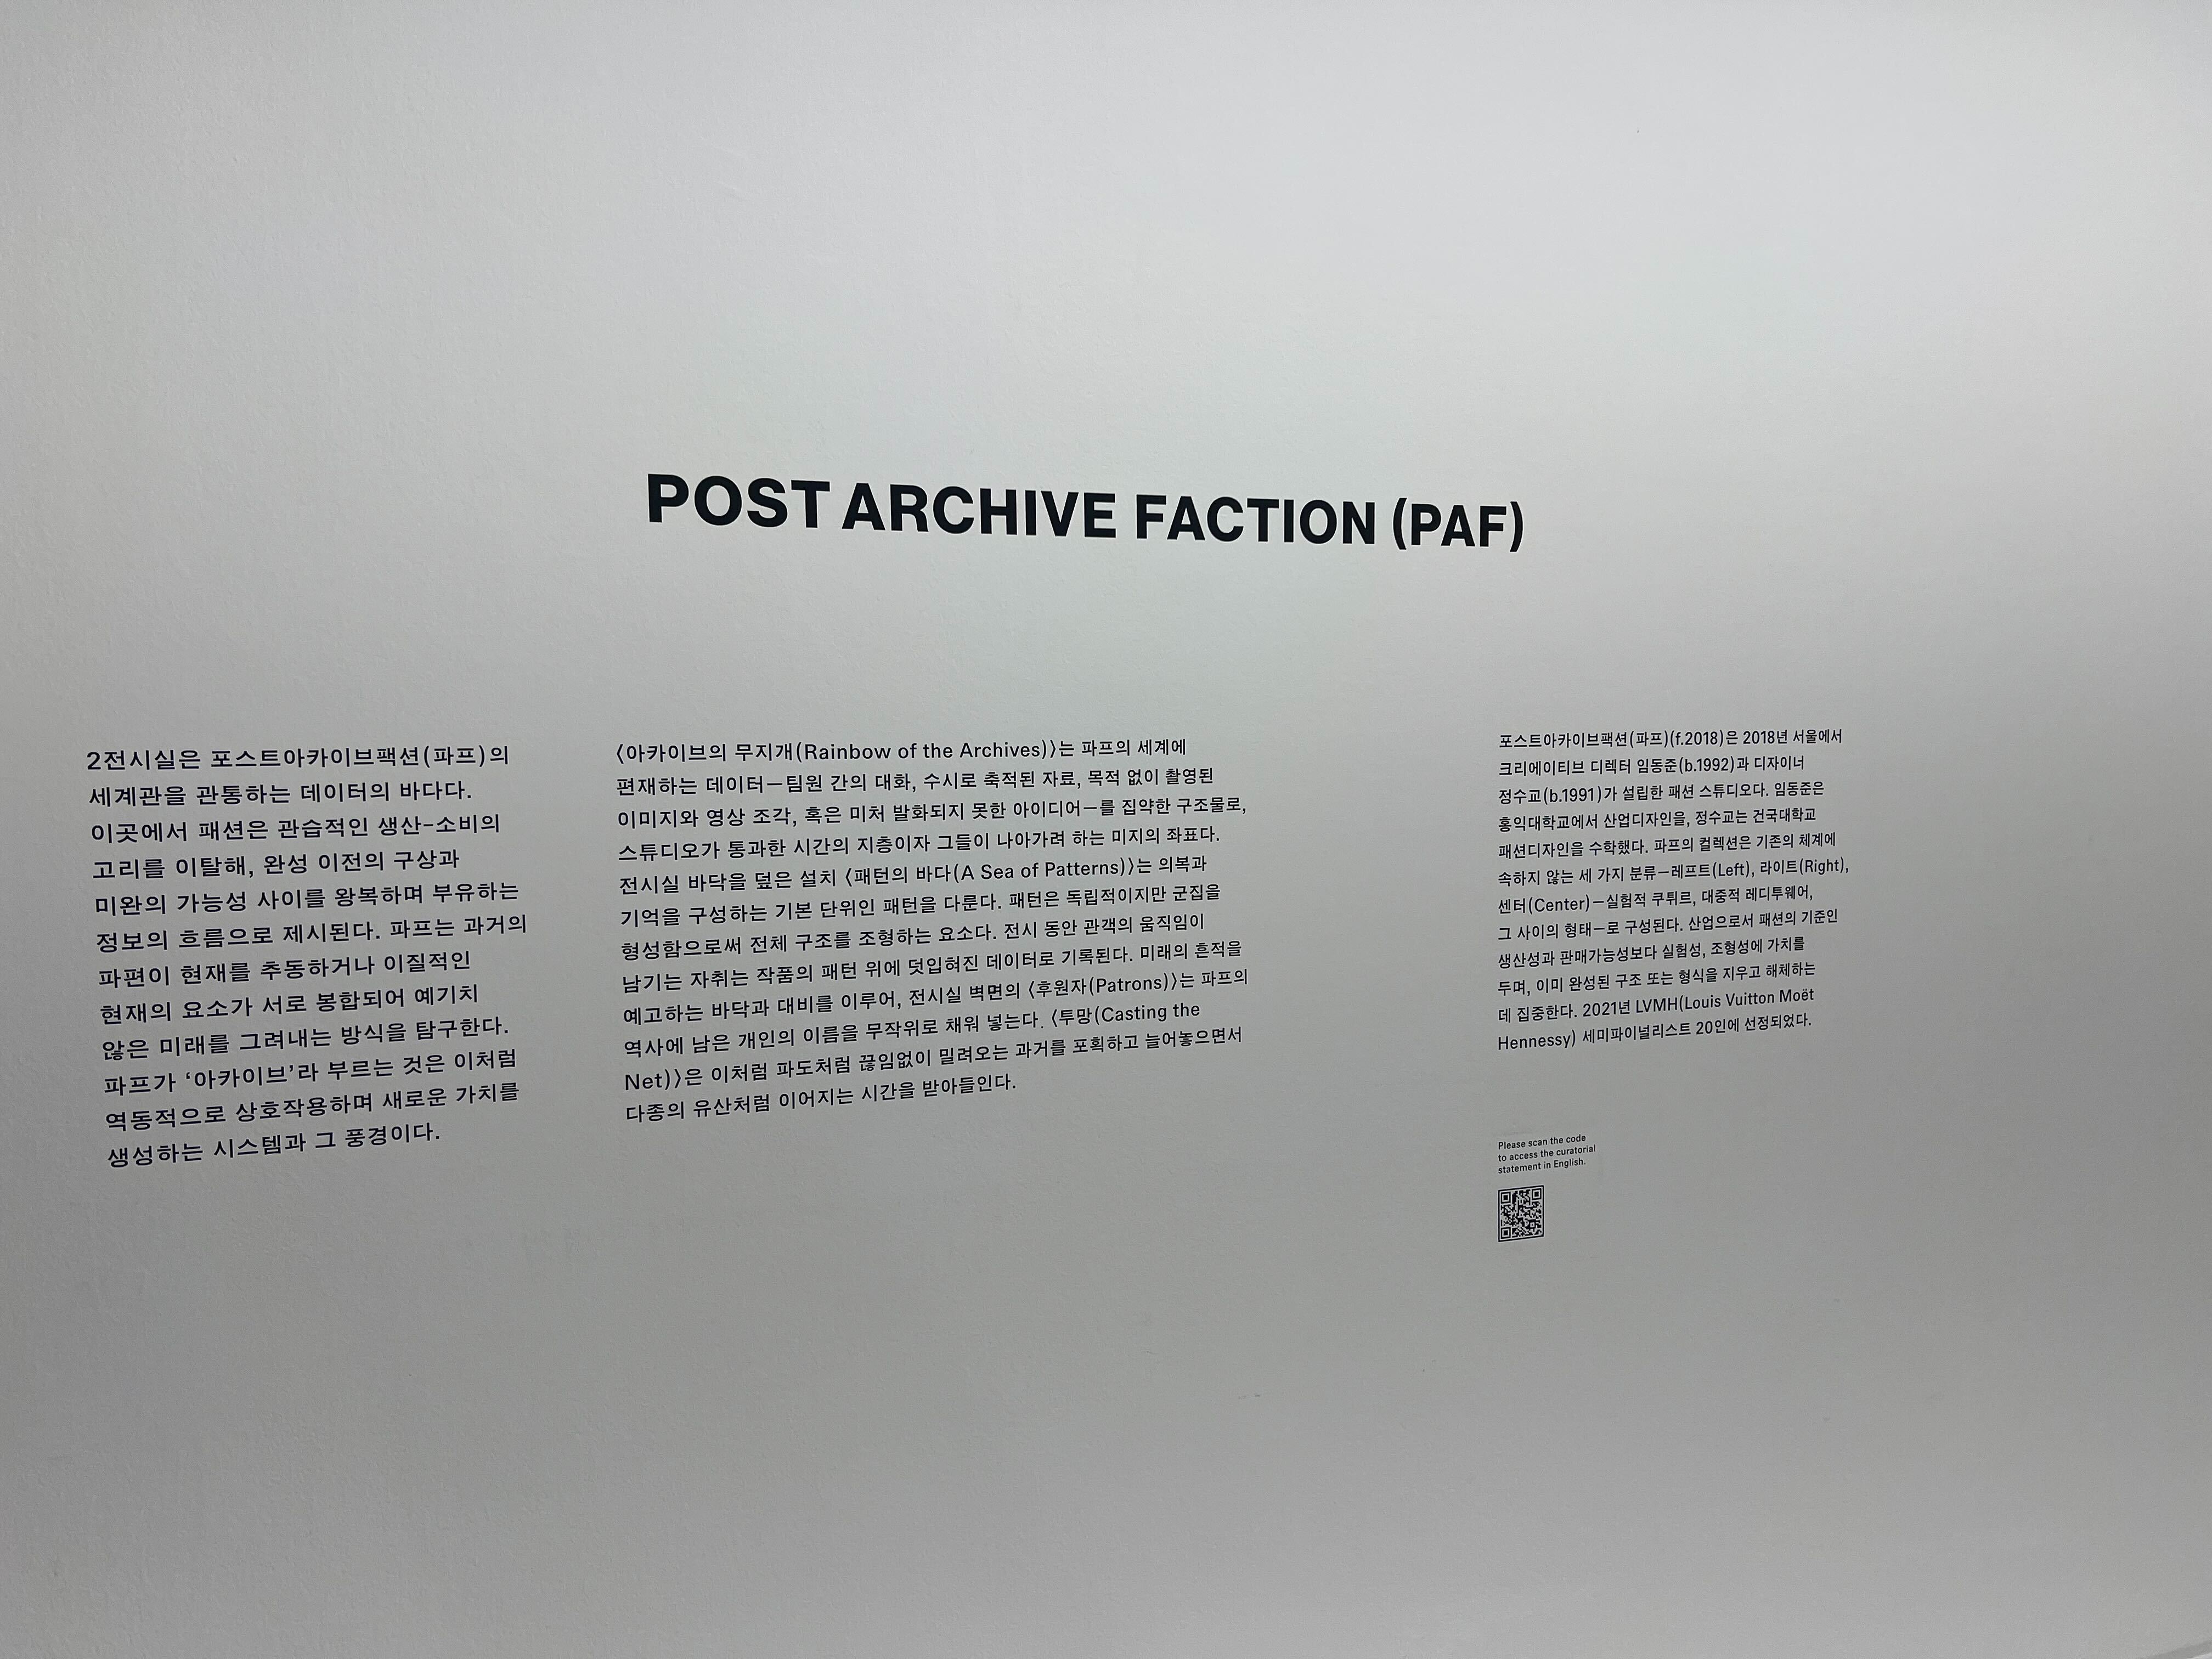 POST ARCHIVE FACTION (PAF)
2전시실은 포스트아카이브팩션(파프)의
세계관을 관통하는 데이터의 바다다.
이곳에서 패션은 관습적인 생산-소비의
고리를 이탈해, 완성 이전의 구상과
미완의 가능성 사이를 왕복하며 부유하는
정보의 흐름으로 제시된다. 파프는 과거의
파편이 현재를 추동하거나 이질적인
현재의 요소가 서로 봉합되어 예기치
않은 미래를 그려내는 방식을 탐구한다.
파프가 ‘아카이브’라 부르는 것은 이처럼
역동적으로 상호작용하며 새로운 가치를
생성하는 시스템과 그 풍경이다.
〈아카이브의 무지개(Rainbow of the Archives)〉는 파프의 세계에
편재하는 데이터—팀원 간의 대화, 수시로 축적된 자료, 목적 없이 촬영된
이미지와 영상 조각, 혹은 미처 발화되지 못한 아이디어—를 집약한 구조물로,
스튜디오가 통과한 시간의 지층이자 그들이 나아가려 하는 미지의 좌표다.
전시실 바닥을 덮은 설치 〈패턴의 바다(A Sea of Patterns)〉는 의복과
기억을 구성하는 기본 단위인 패턴을 다룬다. 패턴은 독립적이지만 군집을
형성함으로써 전체 구조를 조형하는 요소다. 전시 동안 관객의 움직임이
남기는 자취는 작품의 패턴 위에 덧입혀진 데이터로 기록된다. 미래의 흔적을
예고하는 바닥과 대비를 이루어, 전시실 벽면의 〈후원자(Patrons)〉는 파프의
역사에 남은 개인의 이름을 무작위로 채워 넣는다. 〈투망(Casting the
Net)〉은 이처럼 파도처럼 끊임없이 밀려오는 과거를 포획하고 늘어놓으면서
다종의 유산처럼 이어지는 시간을 받아들인다.
포스트아카이브팩션(파프)(f.2018)은 2018년 서울에서
크리에이티브 디렉터 임동준(b.1992)과 디자이너
정수교(b.1991)가 설립한 패션 스튜디오다. 임동준은
홍익대학교에서 산업디자인을, 정수교는 건국대학교
패션디자인을 수학했다. 파프의 컬렉션은 기존의 체계에
속하지 않는 세 가지 분류—레프트(Left), 라이트(Right),
센터(Center)—실험적 쿠튀르, 대중적 레디투웨어,
그 사이의 형태—로 구성된다. 산업으로서 패션의 기준인
생산성과 판매가능성보다 실험성, 조형성에 가치를
두며, 이미 완성된 구조 또는 형식을 지우고 해체하는
데 집중한다. 2021년 LVMH(Louis Vuitton Moët
Hennessy) 세미파이널리스트 20인에 선정되었다.
Please scan the code
to access the curatorial
statement in English.